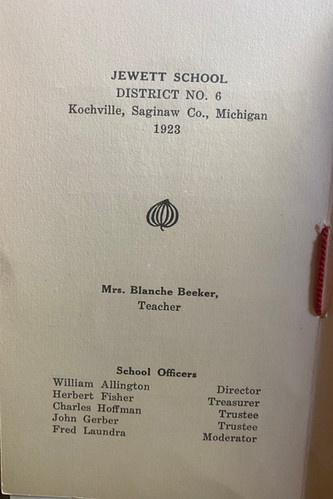 JEWETT SCHOOL
DISTRICT NO. 6
Kochville, Saginaw Co., Michigan
1923
Mrs. Blanche Beeker,
Teacher
School Officers
William Allington Director
Herbert Fisher Treasurer
Charles Hoffman Trustee
John Gerber Trustee
Fred Laundra Moderator